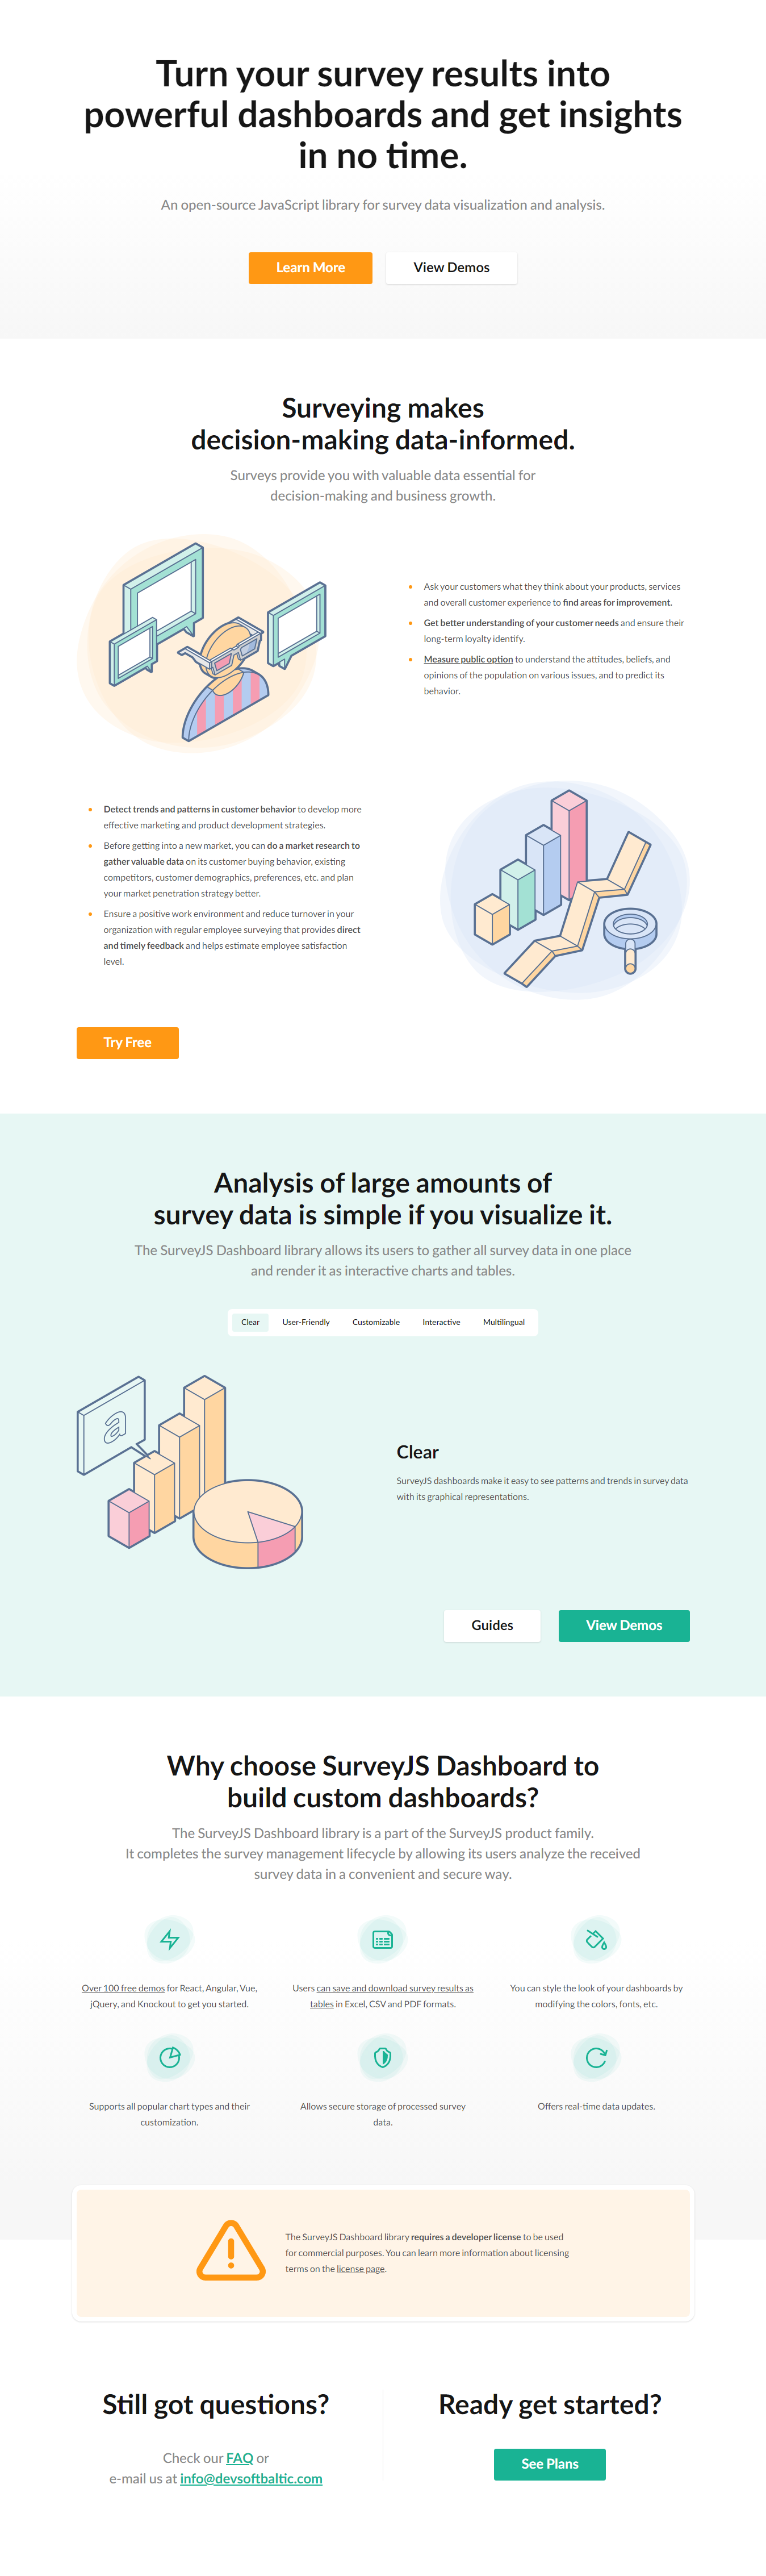 Turn your survey results into
powerful dashboards and get insights
in no time.
An open-source JavaScript library for survey data visualization and analysis.
Learn More
View Demos
Surveying makes
decision-making data-informed.
Surveys provide you with valuable data essential for
decision-making and business growth.
Ask your customers what they think about your products, services
and overall customer experience to find areas for improvement.
Get better understanding of your customer needs and ensure their
long-term loyalty identify.
Measure public option to understand the attitudes, beliefs, and
opinions of the population on various issues, and to predict its
behavior.
Detect trends and patterns in customer behavior to develop more
effective marketing and product development strategies.
Before getting into a new market, you can do a market research to
gather valuable data on its customer buying behavior, existing
competitors, customer demographics, preferences, etc. and plan
your market penetration strategy better.
Ensure a positive work environment and reduce turnover in your
organization with regular employee surveying that provides direct
and timely feedback and helps estimate employee satisfaction
level.
Try Free
Analysis of large amounts of
survey data is simple if you visualize it.
The SurveyJS Dashboard library allows its users to gather all survey data in one place
and render it as interactive charts and tables.
Clear
User-Friendly
Customizable
Interactive
Multilingual
a
Clear
SurveyJS dashboards make it easy to see patterns and trends in survey data
with its graphical representations.
Guides
View Demos
Why choose SurveyJS Dashboard to
build custom dashboards?
The SurveyJS Dashboard library is a part of the SurveyJS product family.
It completes the survey management lifecycle by allowing its users analyze the received
survey data in a convenient and secure way.
Over 100 free demos for React, Angular, Vue,
jQuery, and Knockout to get you started.
Users can save and download survey results as
tables in Excel, CSV and PDF formats.
You can style the look of your dashboards by
modifying the colors, fonts, etc.
Supports all popular chart types and their
customization.
Allows secure storage of processed survey
data.
Offers real-time data updates.
The SurveyJS Dashboard library requires a developer license to be used
for commercial purposes. You can learn more information about licensing
terms on the license page.
Still got questions?
Check our FAQ or
e-mail us at info@devsoftbaltic.com
Ready get started?
See Plans